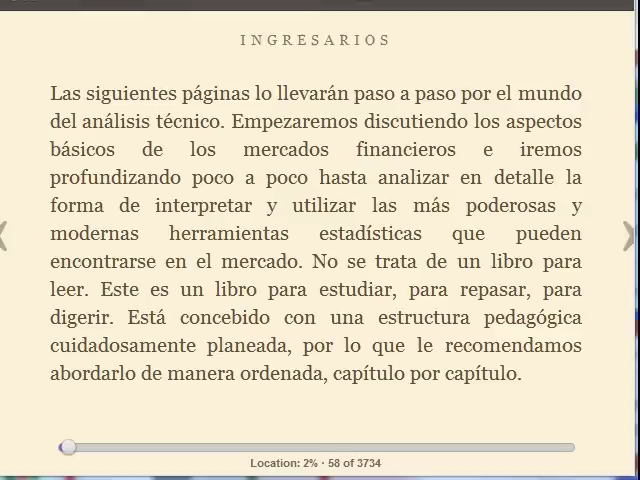 INGRESARIOS
Las siguientes páginas lo llevarán paso a paso por el mundo
del análisis técnico. Empezaremos discutiendo los aspectos
básicos de los mercados financieros e iremos
profundizando poco a poco hasta analizar en detalle la
forma de interpretar y utilizar las más poderosas y
modernas herramientas estadísticas que pueden
encontrarse en el mercado. No se trata de un libro para
leer. Este es un libro para estudiar, para repasar, para
digerir. Está concebido con una estructura pedagógica
cuidadosamente planeada, por lo que le recomendamos
abordarlo de manera ordenada, capítulo por capítulo.
Location: 2% · 58 of 3734